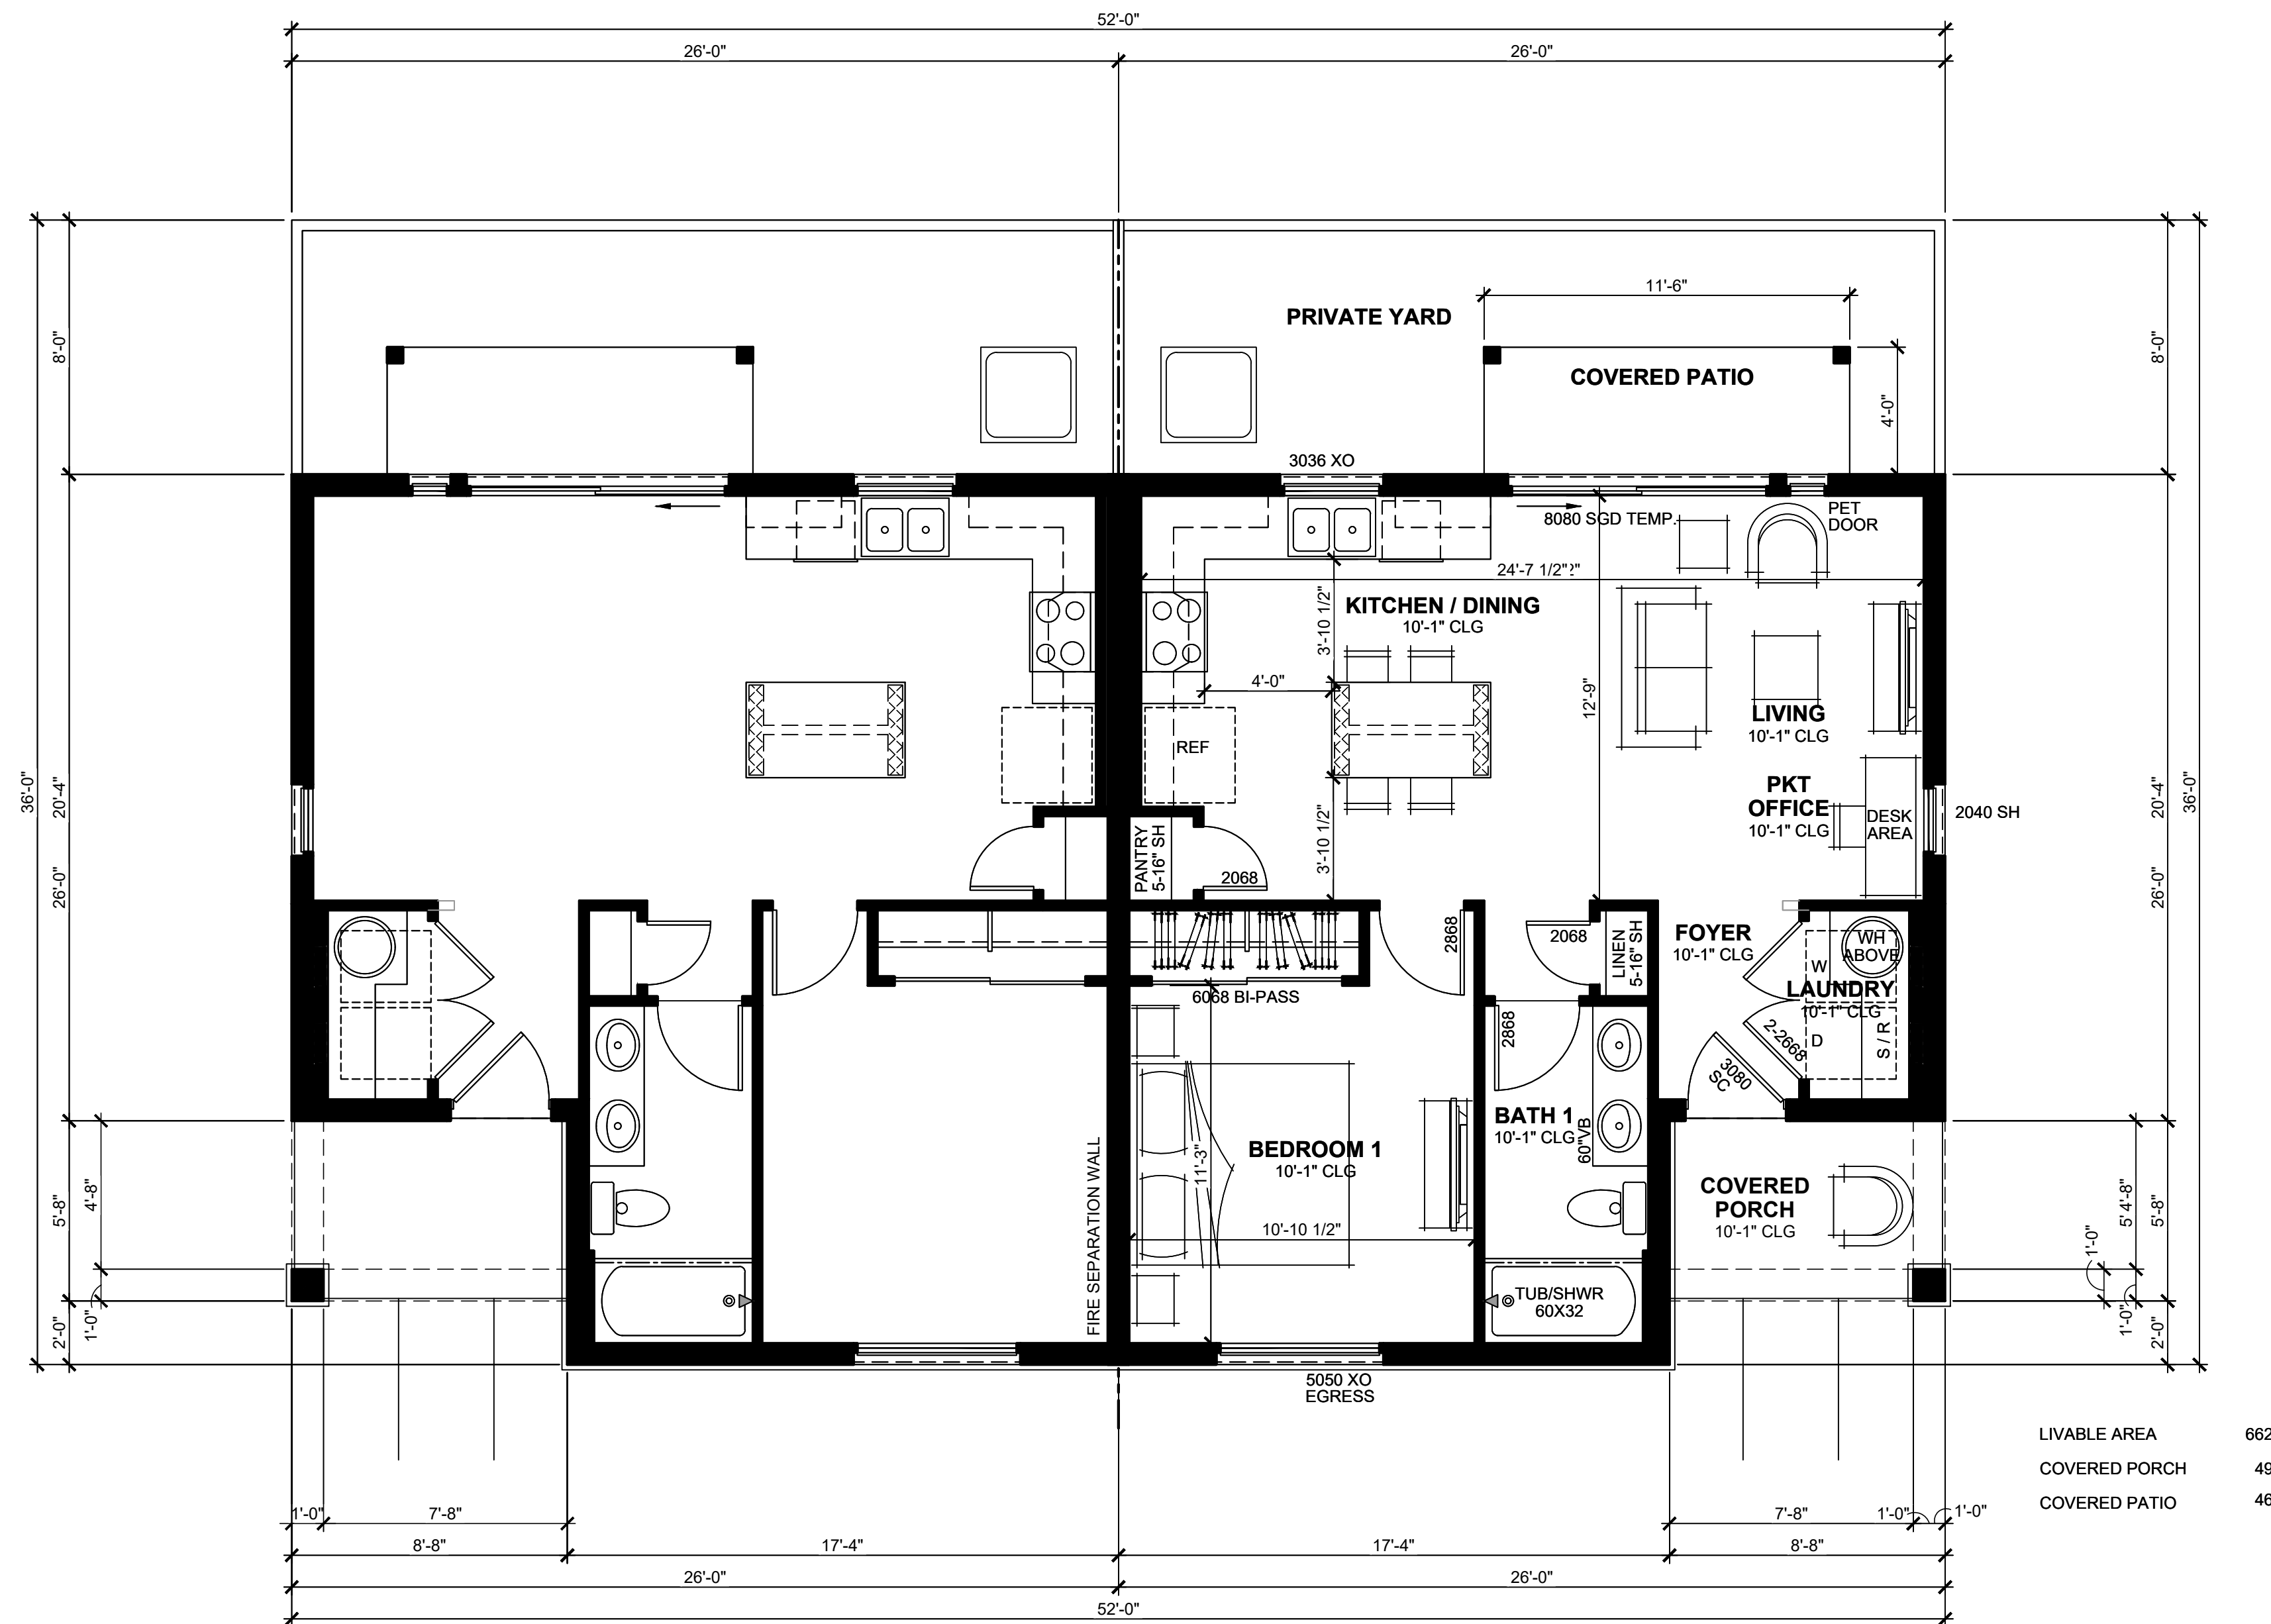 52'-0"
26'-0"
26'-0"
11'-6"
PRIVATE YARD
8'-0"
8'-0"
COVERED PATIO
4'-0"
3036 XO
8080 SGD TEMP.
PET
DOOR
24'-7 1/2"
KITCHEN / DINING
10'-1" CLG
3'-10 1/2"
4'-0"
12'-9"
REF
LIVING
10'-1" CLG
PKT
OFFICE
10'-1" CLG
DESK
AREA
2040 SH
36'-0"
20'-4"
20'-4"
36'-0"
PANTRY
5-16" SH
2068
3'-10 1/2"
26'-0"
26'-0"
2868
2068
LINEN
5-16" SH
FOYER
10'-1" CLG
WH
ABOVE
W
LAUNDRY
10'-1" CLG
6068 BI-PASS
2868
2-2668
D
S / R
3080
SC
BATH 1
10'-1" CLG
60"VB
BEDROOM 1
10'-1" CLG
11'-3"
10'-10 1/2"
FIRE SEPARATION WALL
COVERED
PORCH
10'-1" CLG
5'-8"
4'-8"
5' 4'-8"
5'-8"
1'-0"
TUB/SHWR
60X32
2'-0"
1'-0"
1'-0"
2'-0"
5050 XO
EGRESS
LIVABLE AREA 662
COVERED PORCH 49
COVERED PATIO 46
1'-0"
7'-8"
7'-8"
1'-0"
1'-0"
8'-8"
17'-4"
17'-4"
8'-8"
26'-0"
26'-0"
52'-0"